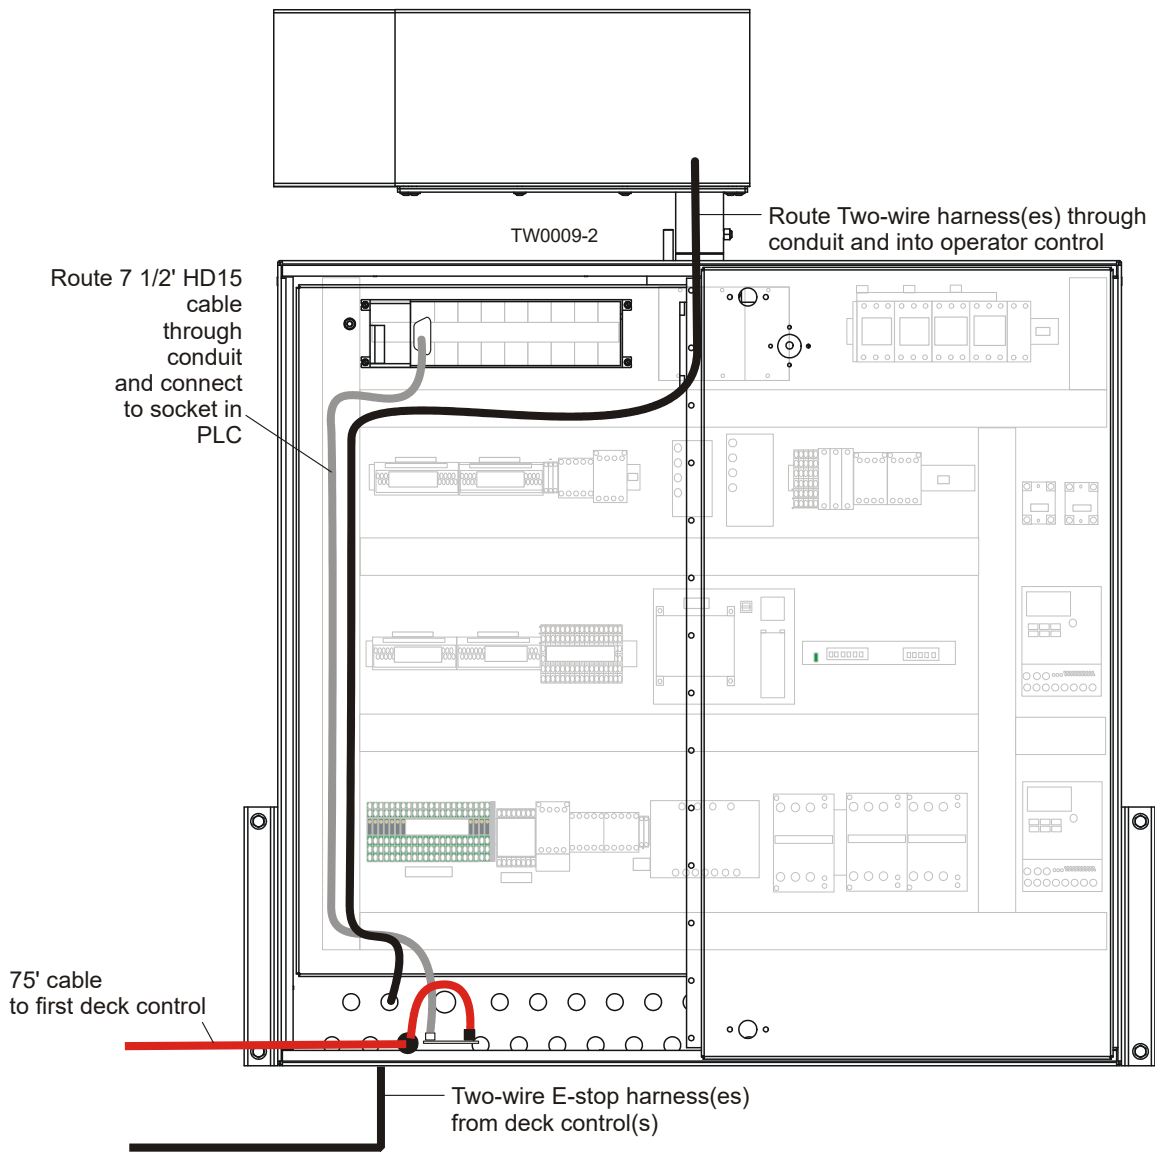 Route Two-wire harness(es) through
conduit and into operator control
TW0009-2
Route 7 1/2' HD15
cable
through
conduit
and connect
to socket in
PLC
75' cable
to first deck control
Two-wire E-stop harness(es)
from deck control(s)